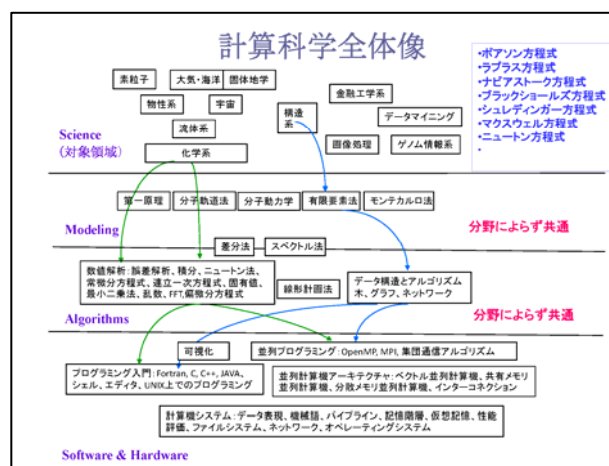 計算科学全体像
・ポアソン方程式
・ラプラス方程式
・ナビアストーク方程式
・ブラックショールズ方程式
・シュレディンガー方程式
・マクスウェル方程式
・ニュートン方程式
・
素粒子
大気・海洋
固体地学
物性系
宇宙
流体系
化学系
構造
系
金融工学系
データマイニング
画像処理
ゲノム情報系
Science
(対象領域)
第一原理
分子軌道法
分子動力学
有限要素法
モンテカルロ法
Modeling
分野によらず共通
差分法
スペクトル法
数値解析：誤差解析、積分、ニュートン法、
常微分方程式、連立一次方程式、固有値、
最小二乗法、乱数、FFT,偏微分方程式
線形計画法
データ構造とアルゴリズム
木、グラフ、ネットワーク
Algorithms
分野によらず共通
可視化
並列プログラミング：OpenMP, MPI, 集団通信アルゴリズム
プログラミング入門：Fortran, C, C++, JAVA、
シェル、エディタ、UNIX上でのプログラミング
並列計算機アーキテクチャ：ベクトル並列計算機、共有メモリ
並列計算機、分散メモリ並列計算機、インターコネクション
計算機システム：データ表現、機械語、パイプライン、記憶階層、仮想記憶、性能
評価、ファイルシステム、ネットワーク、オペレーティングシステム
Software & Hardware